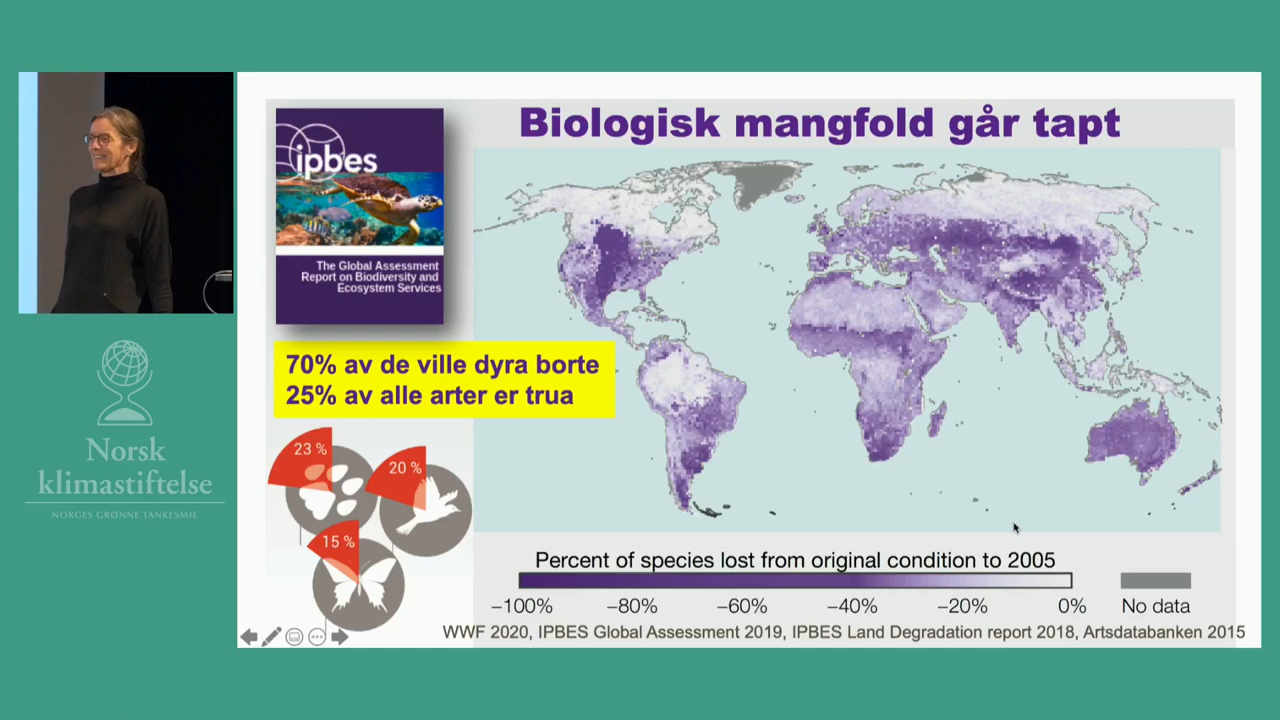 Biologisk mangfold går tapt
ipbes
The Global Assessment
Report on Biodiversity and
Ecosystem Services
70% av de ville dyra borte
25% av alle arter er trua
23 %
20 %
15 %
Percent of species lost from original condition to 2005
−100% −80% −60% −40% −20% 0% No data
WWF 2020, IPBES Global Assessment 2019, IPBES Land Degradation report 2018, Artsdatabanken 2015
Norsk
klimastiftelse
NORGES GRØNNE TANKESMIE